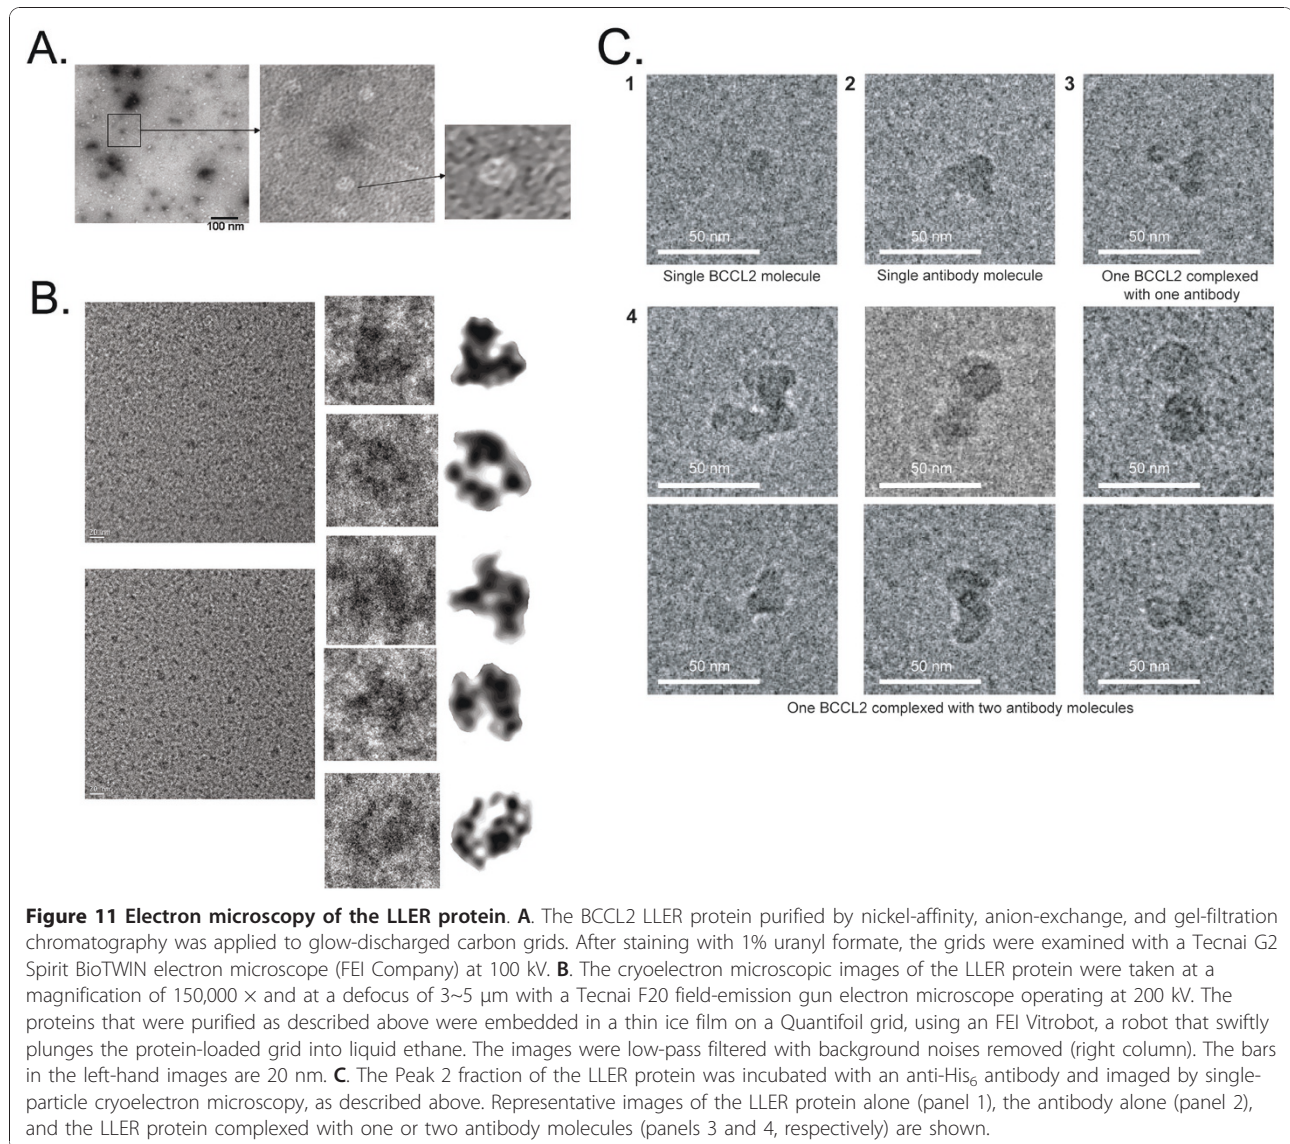 A.
100 nm
B.
20 nm
20 nm
C.
1
2
3
50 nm
50 nm
50 nm
Single BCCL2 molecule
Single antibody molecule
One BCCL2 complexed
with one antibody
4
50 nm
50 nm
50 nm
50 nm
50 nm
50 nm
One BCCL2 complexed with two antibody molecules
Figure 11 Electron microscopy of the LLER protein. A. The BCCL2 LLER protein purified by nickel-affinity, anion-exchange, and gel-filtration
chromatography was applied to glow-discharged carbon grids. After staining with 1% uranyl formate, the grids were examined with a Tecnai G2
Spirit BioTWIN electron microscope (FEI Company) at 100 kV. B. The cryoelectron microscopic images of the LLER protein were taken at a
magnification of 150,000 × and at a defocus of 3~5 μm with a Tecnai F20 field-emission gun electron microscope operating at 200 kV. The
proteins that were purified as described above were embedded in a thin ice film on a Quantifoil grid, using an FEI Vitrobot, a robot that swiftly
plunges the protein-loaded grid into liquid ethane. The images were low-pass filtered with background noises removed (right column). The bars
in the left-hand images are 20 nm. C. The Peak 2 fraction of the LLER protein was incubated with an anti-His6 antibody and imaged by single-
particle cryoelectron microscopy, as described above. Representative images of the LLER protein alone (panel 1), the antibody alone (panel 2),
and the LLER protein complexed with one or two antibody molecules (panels 3 and 4, respectively) are shown.